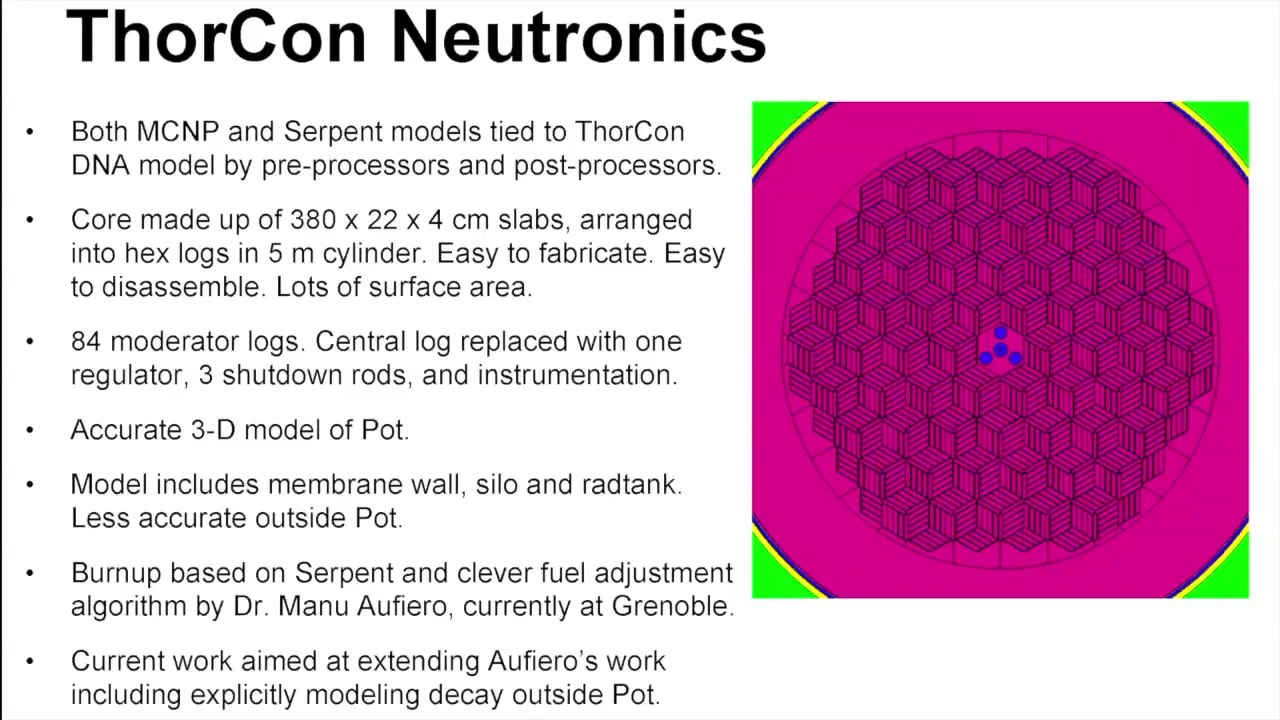 ThorCon Neutronics
• Both MCNP and Serpent models tied to ThorCon
DNA model by pre-processors and post-processors.
• Core made up of 380 x 22 x 4 cm slabs, arranged
into hex logs in 5 m cylinder. Easy to fabricate. Easy
to disassemble. Lots of surface area.
• 84 moderator logs. Central log replaced with one
regulator, 3 shutdown rods, and instrumentation.
• Accurate 3-D model of Pot.
• Model includes membrane wall, silo and radtank.
Less accurate outside Pot.
• Burnup based on Serpent and clever fuel adjustment
algorithm by Dr. Manu Aufiero, currently at Grenoble.
• Current work aimed at extending Aufiero's work
including explicitly modeling decay outside Pot.